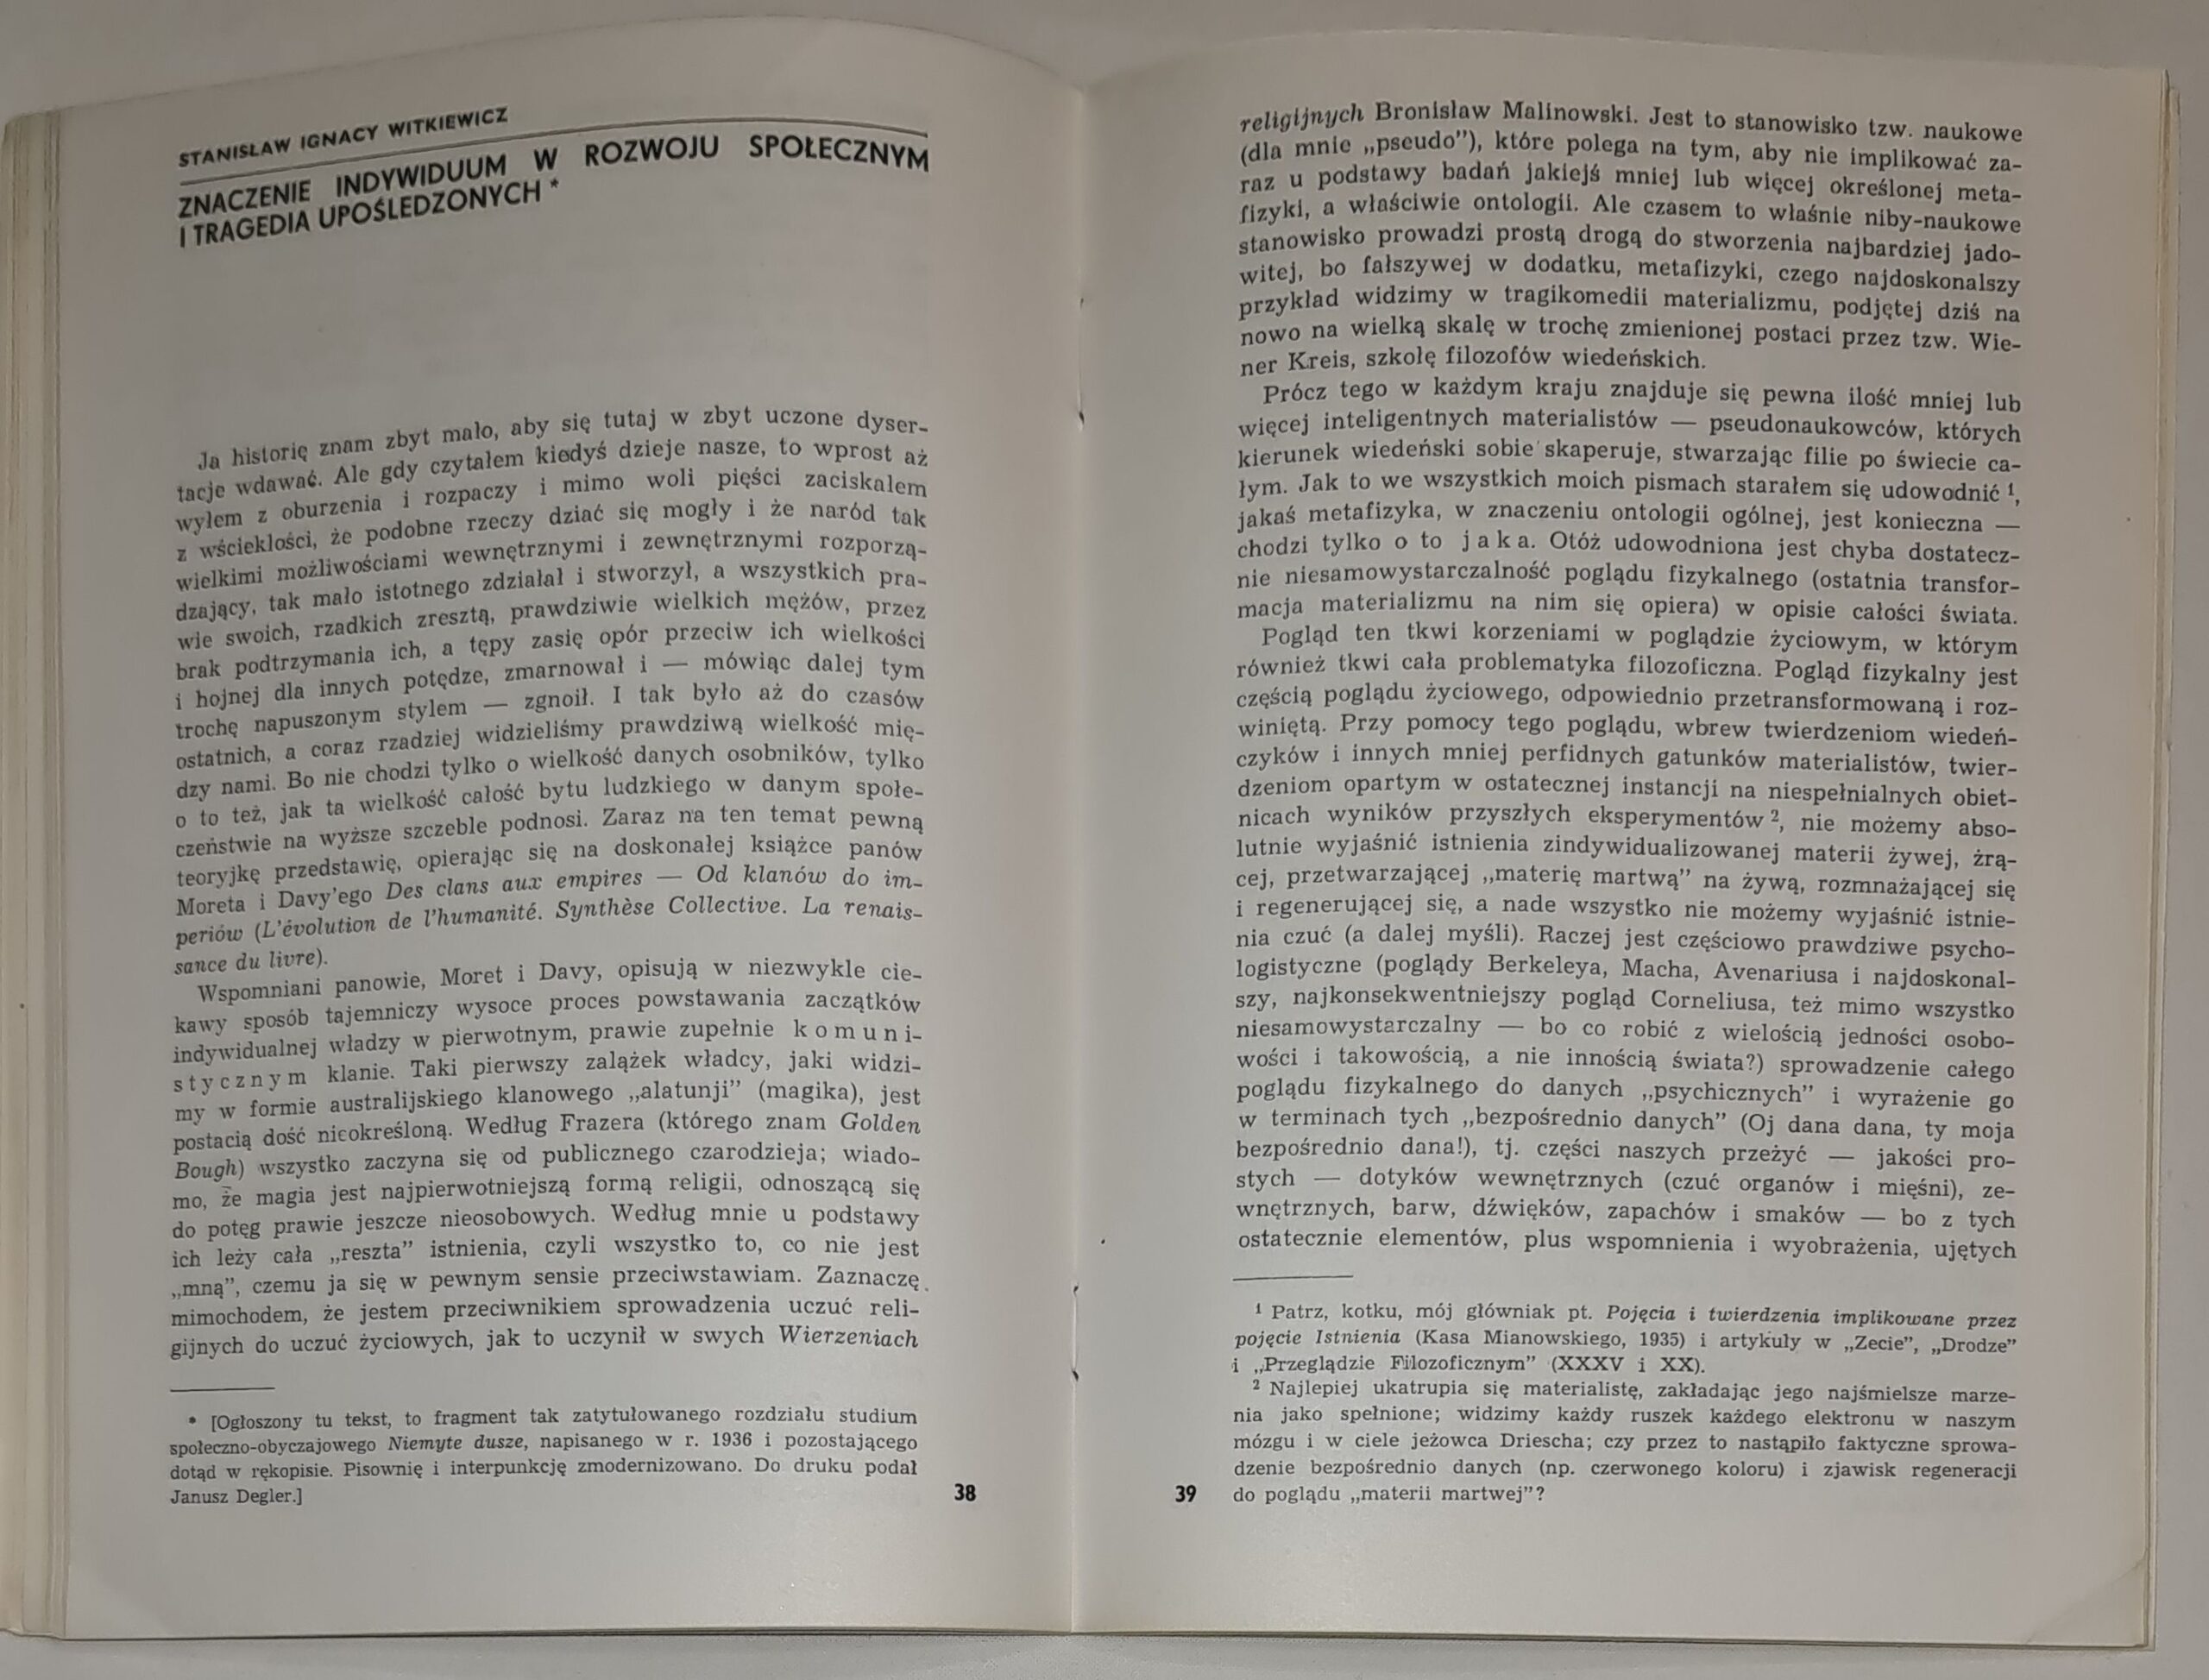 STANISŁAW IGNACY WITKIEWICZ
ZNACZENIE INDYWIDUUM W ROZWOJU SPOŁECZNYM
I TRAGEDIA UPOŚLEDZONYCH *
Ja historię znam zbyt mało, aby się tutaj w zbyt uczone dyser-
tacje wdawać. Ale gdy czytałem kiedyś dzieje nasze, to wprost aż
wyłem z oburzenia i rozpaczy i mimo woli pięści zaciskałem
z wściekłości, że podobne rzeczy dziać się mogły i że naród tak
wielkimi możliwościami wewnętrznymi i zewnętrznymi rozporzą-
dzający, tak mało istotnego zdziałał i stworzył, a wszystkich pra-
wie swoich, rzadkich zresztą, prawdziwie wielkich mężów, przez
brak podtrzymania ich, a tępy zasię opór przeciw ich wielkości
i hojnej dla innych potędze, zmarnował i — mówiąc dalej tym
trochę napuszonym stylem — zgnoił. I tak było aż do czasów
ostatnich, a coraz rzadziej widzieliśmy prawdziwą wielkość mię-
dzy nami. Bo nie chodzi tylko o wielkość danych osobników, tylko
o to też, jak ta wielkość całość bytu ludzkiego w danym społe-
czeństwie na wyższe szczeble podnosi. Zaraz na ten temat pewną
teoryjkę przedstawię, opierając się na doskonałej książce panów
Moreta i Davy'ego Des clans aux empires — Od klanów do im-
periów (L'évolution de l'humanité. Synthèse Collective. La renais-
sance du livre).
Wspomniani panowie, Moret i Davy, opisują w niezwykle cie-
kawy sposób tajemniczy wysoce proces powstawania zaczątków
indywidualnej władzy w pierwotnym, prawie zupełnie k o m u n i-
s t y c z n y m klanie. Taki pierwszy zalążek władcy, jaki widzi-
my w formie australijskiego klanowego „alatunji” (magika), jest
postacią dość nieokreśloną. Według Frazera (którego znam Golden
Bough) wszystko zaczyna się od publicznego czarodzieja; wiado-
mo, że magia jest najpierwotniejszą formą religii, odnoszącą się
do potęg prawie jeszcze nieosobowych. Według mnie u podstawy
ich leży cała „reszta” istnienia, czyli wszystko to, co nie jest
„mną”, czemu ja się w pewnym sensie przeciwstawiam. Zaznaczę
mimochodem, że jestem przeciwnikiem sprowadzenia uczuć reli-
gijnych do uczuć życiowych, jak to uczynił w swych Wierzeniach
* [Ogłoszony tu tekst, to fragment tak zatytułowanego rozdziału studium
społeczno-obyczajowego Niemyte dusze, napisanego w r. 1936 i pozostającego
dotąd w rękopisie. Pisownię i interpunkcję zmodernizowano. Do druku podał
Janusz Degler.]
38
religijnych Bronisław Malinowski. Jest to stanowisko tzw. naukowe
(dla mnie „pseudo”), które polega na tym, aby nie implikować za-
raz u podstawy badań jakiejś mniej lub więcej określonej meta-
fizyki, a właściwie ontologii. Ale czasem to właśnie niby-naukowe
stanowisko prowadzi prostą drogą do stworzenia najbardziej jado-
witej, bo fałszywej w dodatku, metafizyki, czego najdoskonalszy
przykład widzimy w tragikomedii materializmu, podjętej dziś na
nowo na wielką skalę w trochę zmienionej postaci przez tzw. Wie-
ner Kreis, szkołę filozofów wiedeńskich.
Prócz tego w każdym kraju znajduje się pewna ilość mniej lub
więcej inteligentnych materialistów — pseudonaukowców, których
kierunek wiedeński sobie skaperuje, stwarzając filie po świecie ca-
łym. Jak to we wszystkich moich pismach starałem się udowodnić ¹,
jakaś metafizyka, w znaczeniu ontologii ogólnej, jest konieczna —
chodzi tylko o to j a k a. Otóż udowodniona jest chyba dostatecz-
nie niesamowystarczalność poglądu fizykalnego (ostatnia transfor-
macja materializmu na nim się opiera) w opisie całości świata.
Pogląd ten tkwi korzeniami w poglądzie życiowym, w którym
również tkwi cała problematyka filozoficzna. Pogląd fizykalny jest
częścią poglądu życiowego, odpowiednio przetransformowaną i roz-
winiętą. Przy pomocy tego poglądu, wbrew twierdzeniom wiedeń-
czyków i innych mniej perfidnych gatunków materialistów, twier-
dzeniom opartym w ostatecznej instancji na niespełnialnych obiet-
nicach wyników przyszłych eksperymentów ², nie możemy abso-
lutnie wyjaśnić istnienia zindywidualizowanej materii żywej, żrą-
cej, przetwarzającej „materię martwą” na żywą, rozmnażającej się
i regenerującej się, a nade wszystko nie możemy wyjaśnić istnie-
nia czuć (a dalej myśli). Raczej jest częściowo prawdziwe psycho-
logistyczne (poglądy Berkeleya, Macha, Avenariusa i najdoskonal-
szy, najkonsekwentniejszy pogląd Corneliusa, też mimo wszystko
niesamowystarczalny — bo co robić z wielością jedności osobo-
wości i takowością, a nie innością świata?) sprowadzenie całego
poglądu fizykalnego do danych „psychicznych” i wyrażenie go
w terminach tych „bezpośrednio danych” (Oj dana dana, ty moja
bezpośrednio dana!), tj. części naszych przeżyć — jakości pro-
stych — dotyków wewnętrznych (czuć organów i mięśni), ze-
wnętrznych, barw, dźwięków, zapachów i smaków — bo z tych
ostatecznie elementów, plus wspomnienia i wyobrażenia, ujętych
¹ Patrz, kotku, mój główniak pt. Pojęcia i twierdzenia implikowane przez
pojęcie Istnienia (Kasa Mianowskiego, 1935) i artykuły w „Zecie”, „Drodze”
i „Przeglądzie Filozoficznym” (XXXV i XX).
² Najlepiej ukatrupia się materialistę, zakładając jego najśmielsze marze-
nia jako spełnione; widzimy każdy ruszek każdego elektronu w naszym
mózgu i w ciele jeżowca Driescha; czy przez to nastąpiło faktyczne sprowa-
dzenie bezpośrednio danych (np. czerwonego koloru) i zjawisk regeneracji
do poglądu „materii martwej”?
39